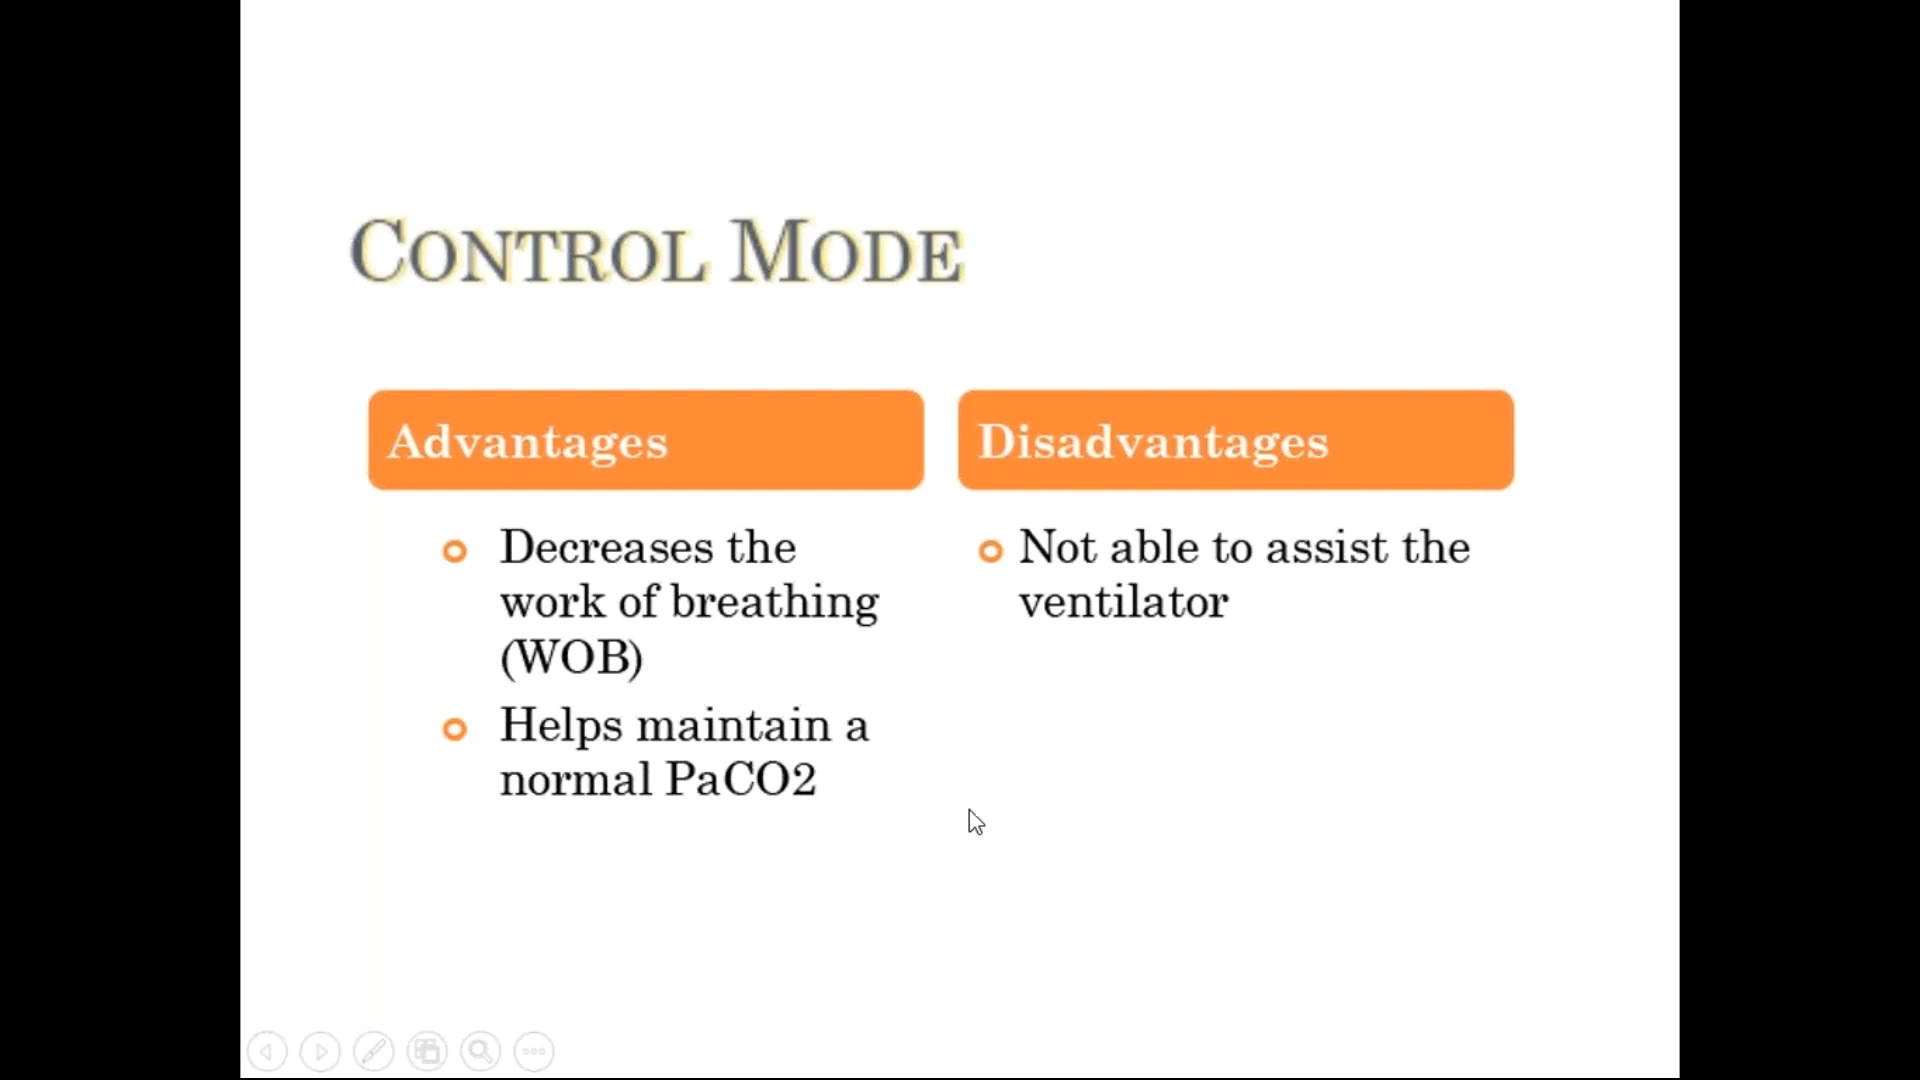 CONTROL MODE
Advantages
Decreases the
work of breathing
(WOB)
Helps maintain a
normal PaCO2
Disadvantages
Not able to assist the
ventilator